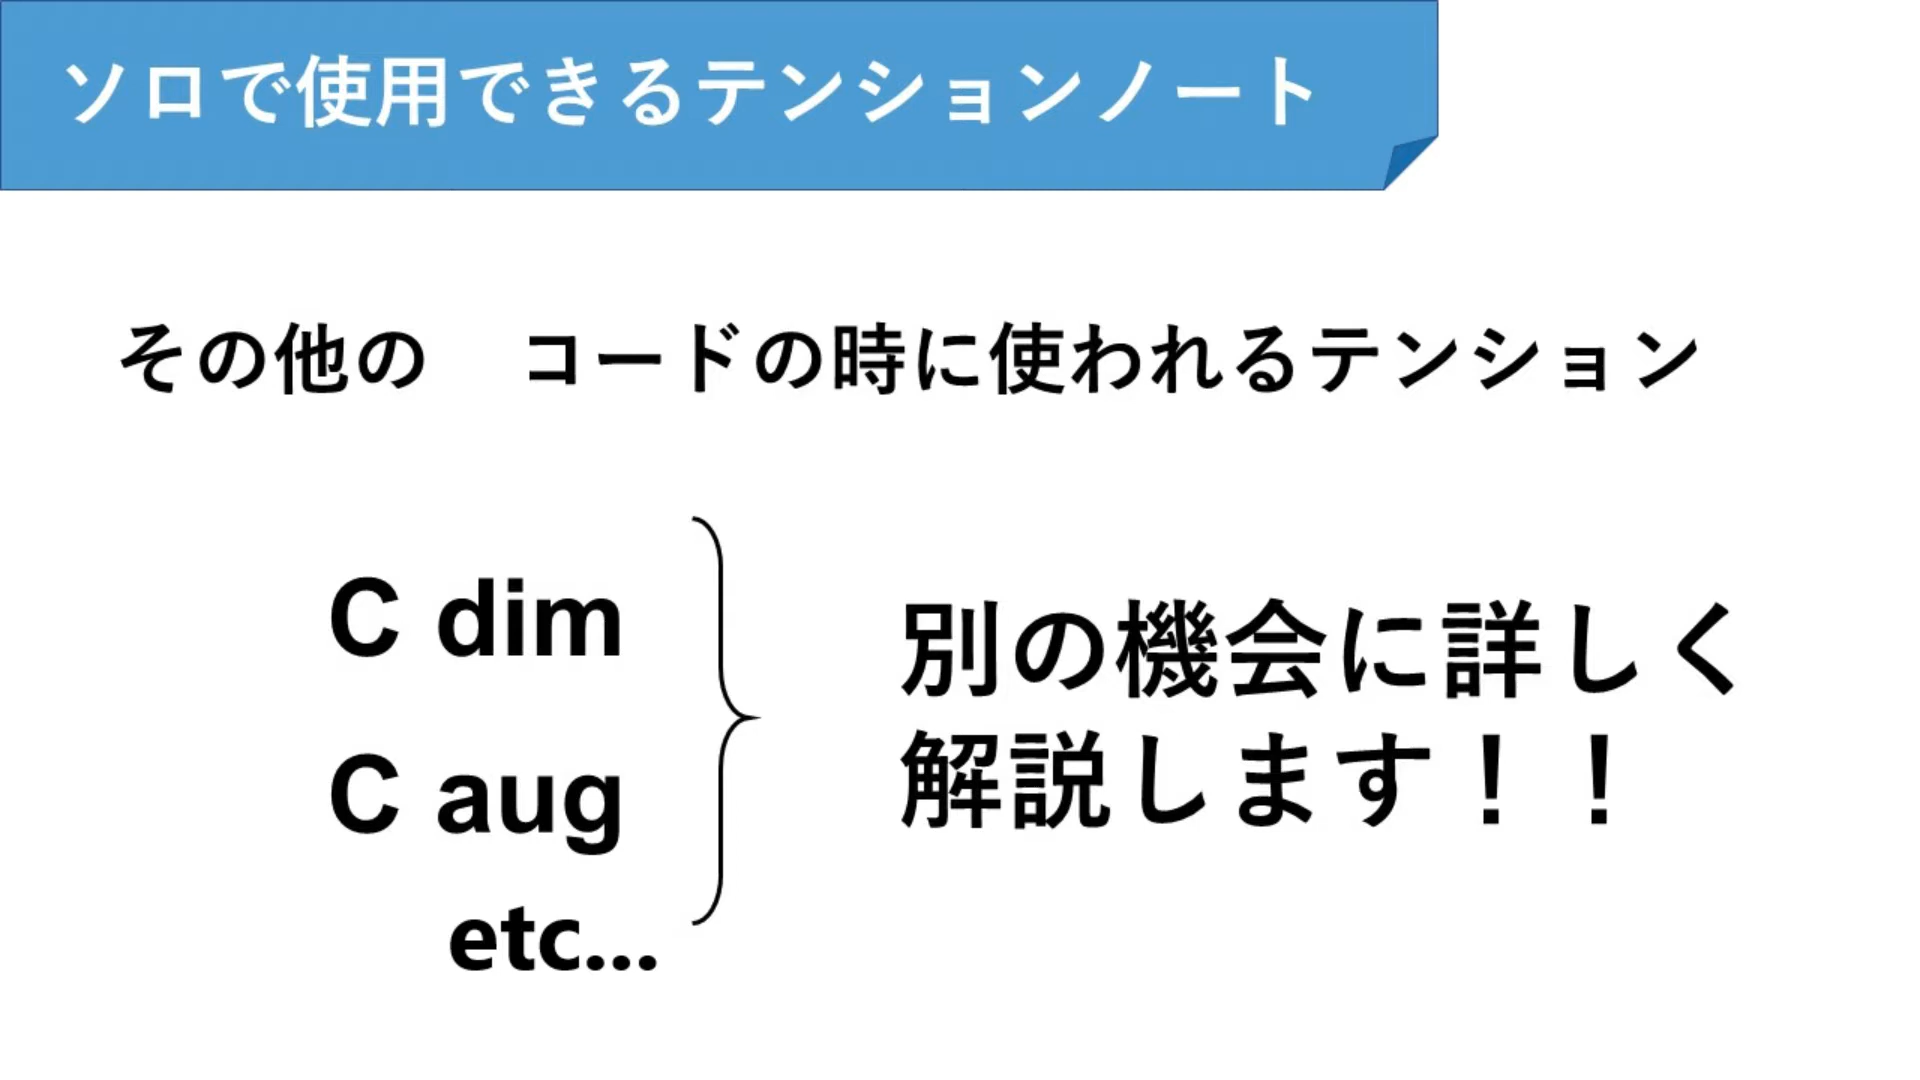 ソロで使用できるテンションノート
その他の　コードの時に使われるテンション
C dim
C aug
etc...
別の機会に詳しく
解説します！！